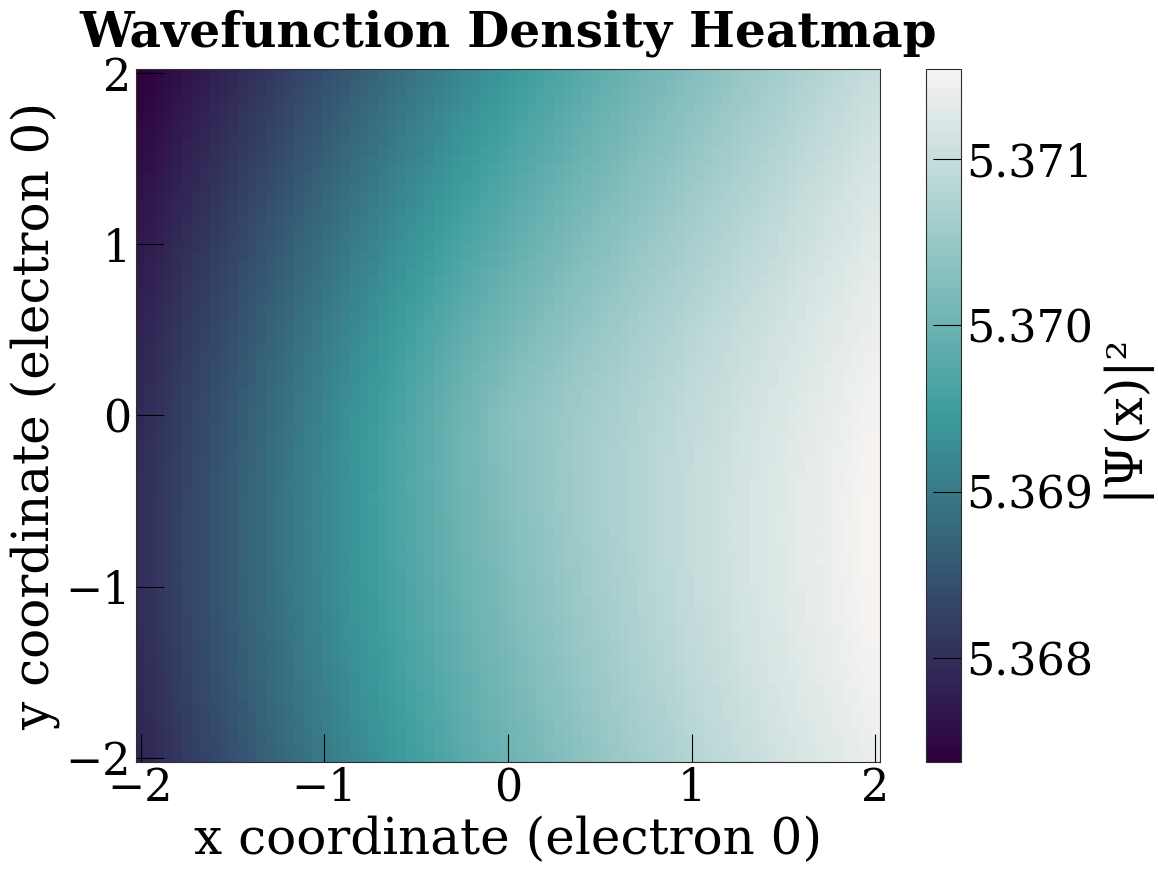 Wavefunction Density Heatmap
y coordinate (electron 0)
2
1
0
−1
−2
−2 −1 0 1 2
x coordinate (electron 0)
5.371
5.370
5.369
5.368
|Ψ(x)|²